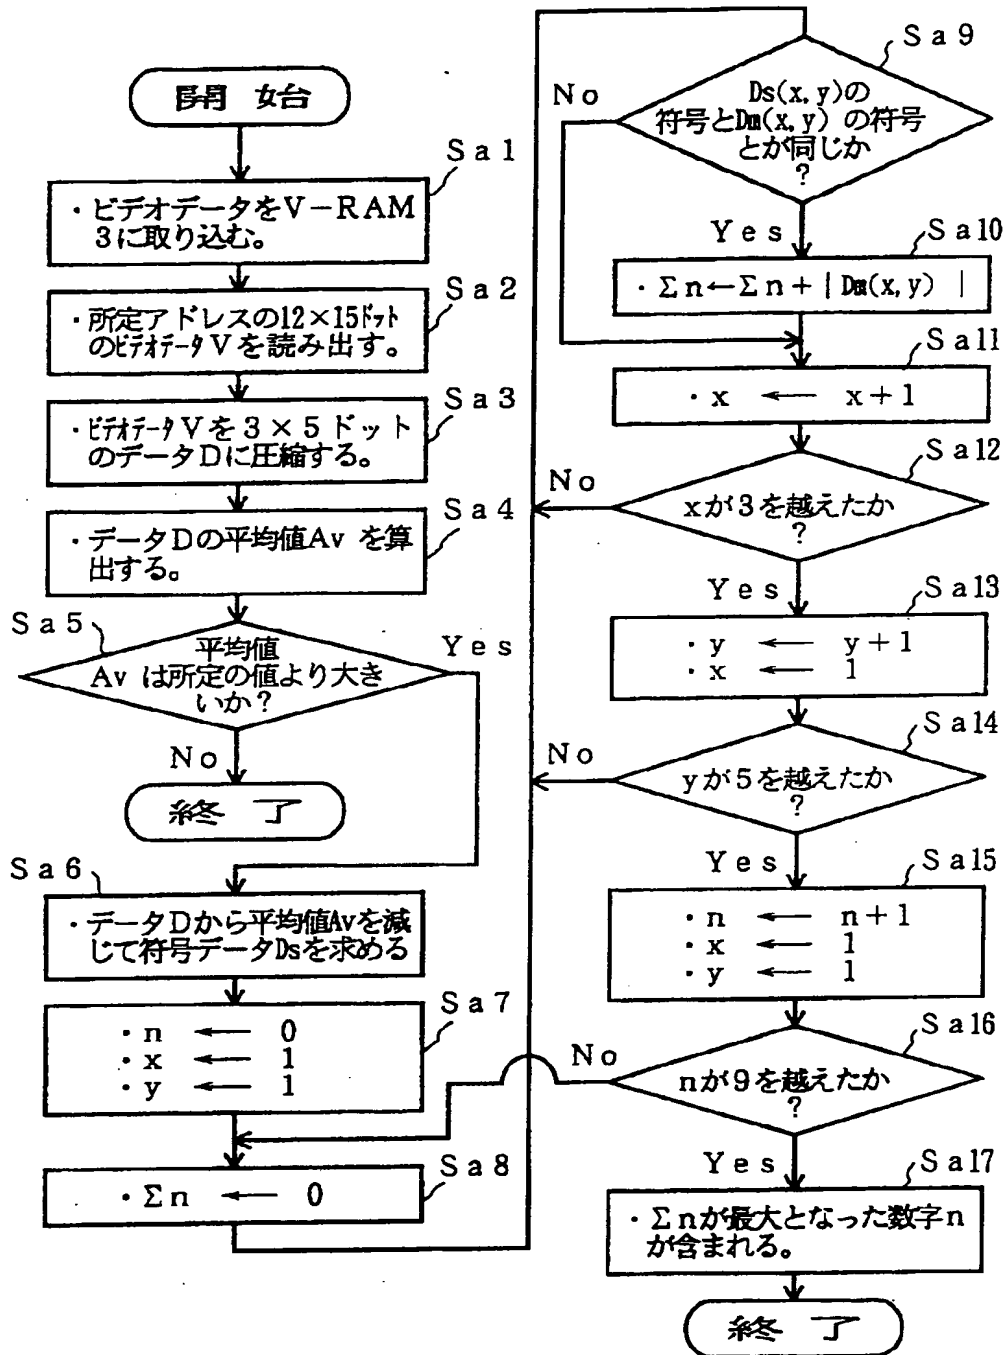 開 始
Sa1
・ビデオデータをV−RAM
3に取り込む。
Sa2
・所定アドレスの12×15ドット
のビデオデータVを読み出す。
Sa3
・ビデオデータVを3×5ドット
のデータDに圧縮する。
Sa4
・データDの平均値Av を算
出する。
Sa5
平均値
Av は所定の値より大き
いか?
Yes
No
終 了
Sa6
・データDから平均値Avを減
じて符号データDsを求める
Sa7
・n ← 0
・x ← 1
・y ← 1
Sa8
・Σn ← 0
Sa9
Ds(x,y)の
符号とDm(x,y) の符号
とが同じか
?
No
Yes
Sa10
・Σn←Σn+|Dm(x,y) |
Sa11
・x ← x+1
Sa12
xが3を越えたか
?
No
Yes
Sa13
・y ← y+1
・x ← 1
Sa14
yが5を越えたか
?
No
Yes
Sa15
・n ← n+1
・x ← 1
・y ← 1
Sa16
nが9を越えたか
?
No
Yes
Sa17
・Σnが最大となった数字n
が含まれる。
終 了